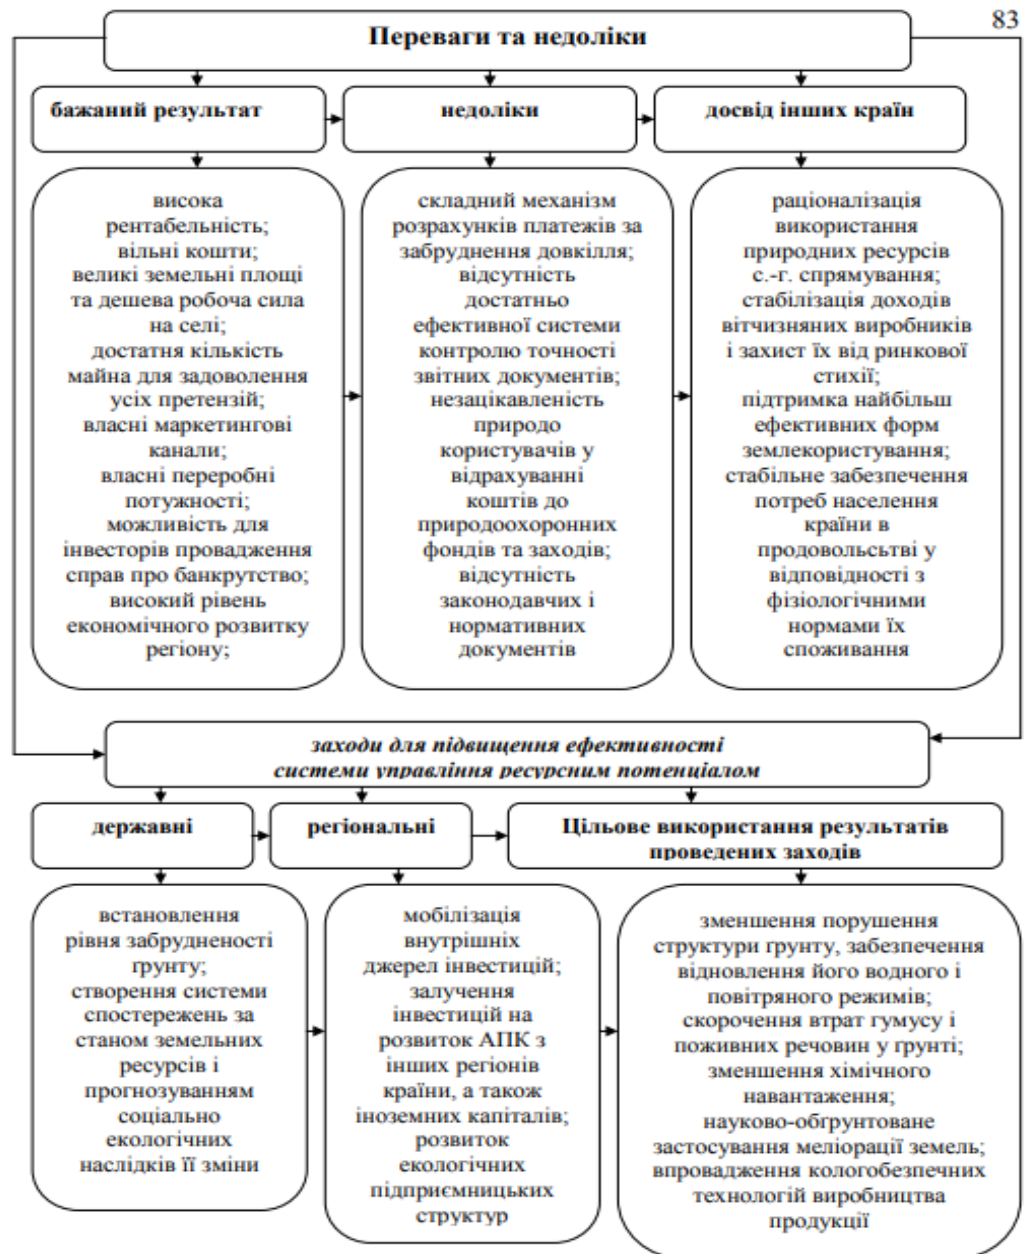 83
Переваги та недоліки
бажаний результат
недоліки
досвід інших країн
висока
рентабельність;
вільні кошти;
великі земельні площі
та дешева робоча сила
на селі;
достатня кількість
майна для задоволення
усіх претензій;
власні маркетингові
канали;
власні переробні
потужності;
можливість для
інвесторів провадження
справ про банкрутство;
високий рівень
економічного розвитку
регіону;
складний механізм
розрахунків платежів за
забруднення довкілля;
відсутність
достатньо
ефективної системи
контролю точності
звітних документів;
незацікавленість
природо
користувачів у
відрахуванні
коштів до
природоохоронних
фондів та заходів;
відсутність
законодавчих і
нормативних
документів
раціоналізація
використання
природних ресурсів
с.-г. спрямування;
стабілізація доходів
вітчизняних виробників
і захист їх від ринкової
стихії;
підтримка найбільш
ефективних форм
землекористування;
стабільне забезпечення
потреб населення
країни в
продовольстві у
відповідності з
фізіологічними
нормами їх
споживання
заходи для підвищення ефективності
системи управління ресурсним потенціалом
державні
регіональні
Цільове використання результатів
проведених заходів
встановлення
рівня забрудненості
ґрунту;
створення системи
спостережень за
станом земельних
ресурсів і
прогнозуванням
соціально
екологічних
наслідків її зміни
мобілізація
внутрішніх
джерел інвестицій;
залучення
інвестицій на
розвиток АПК з
інших регіонів
країни, а також
іноземних капіталів;
розвиток
екологічних
підприємницьких
структур
зменшення порушення
структури ґрунту, забезпечення
відновлення його водного і
повітряного режимів;
скорочення втрат гумусу і
поживних речовин у ґрунті;
зменшення хімічного
навантаження;
науково-обґрунтоване
застосування меліорації земель;
впровадження кологобезпечних
технологій виробництва
продукції